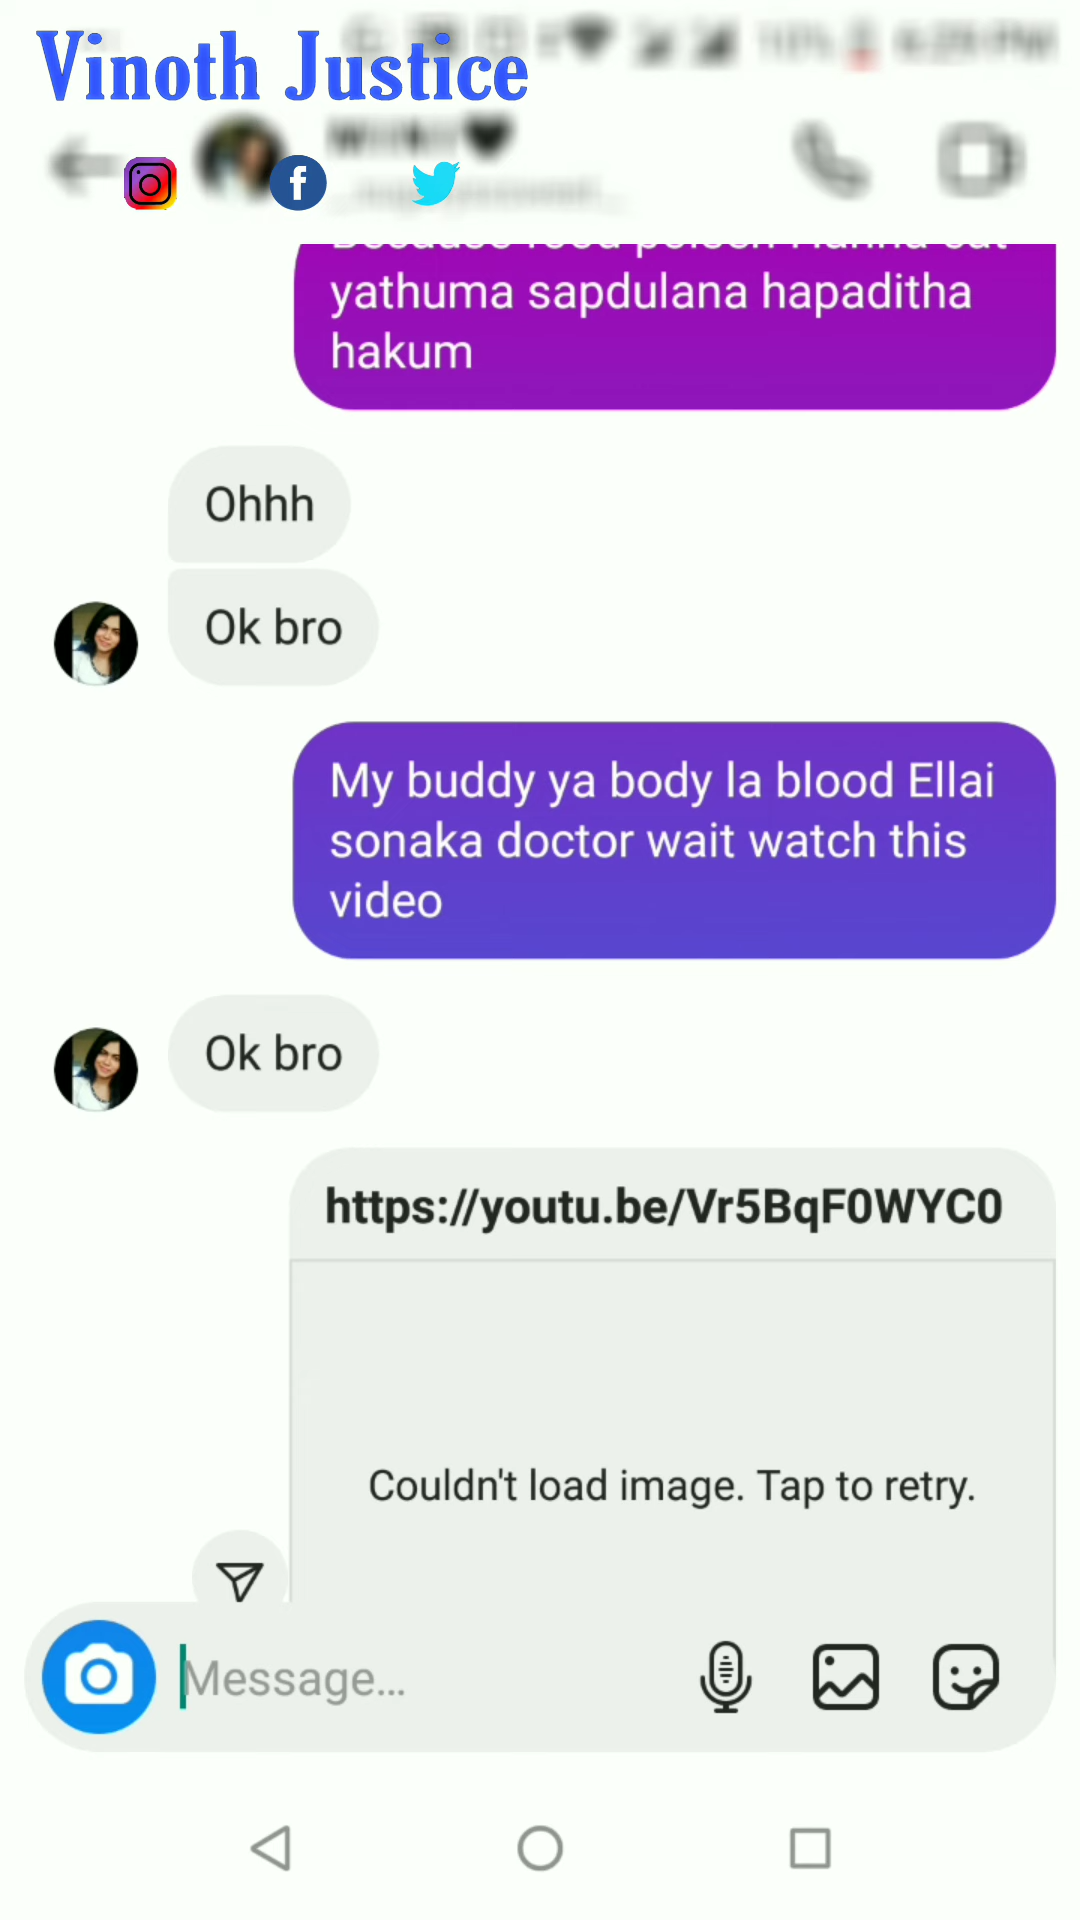 Vinoth Justice
yathuma sapdulana hapaditha
hakum
Ohhh
Ok bro
My buddy ya body la blood Ellai
sonaka doctor wait watch this
video
Ok bro
https://youtu.be/Vr5BqF0WYC0
Couldn't load image. Tap to retry.
Message...